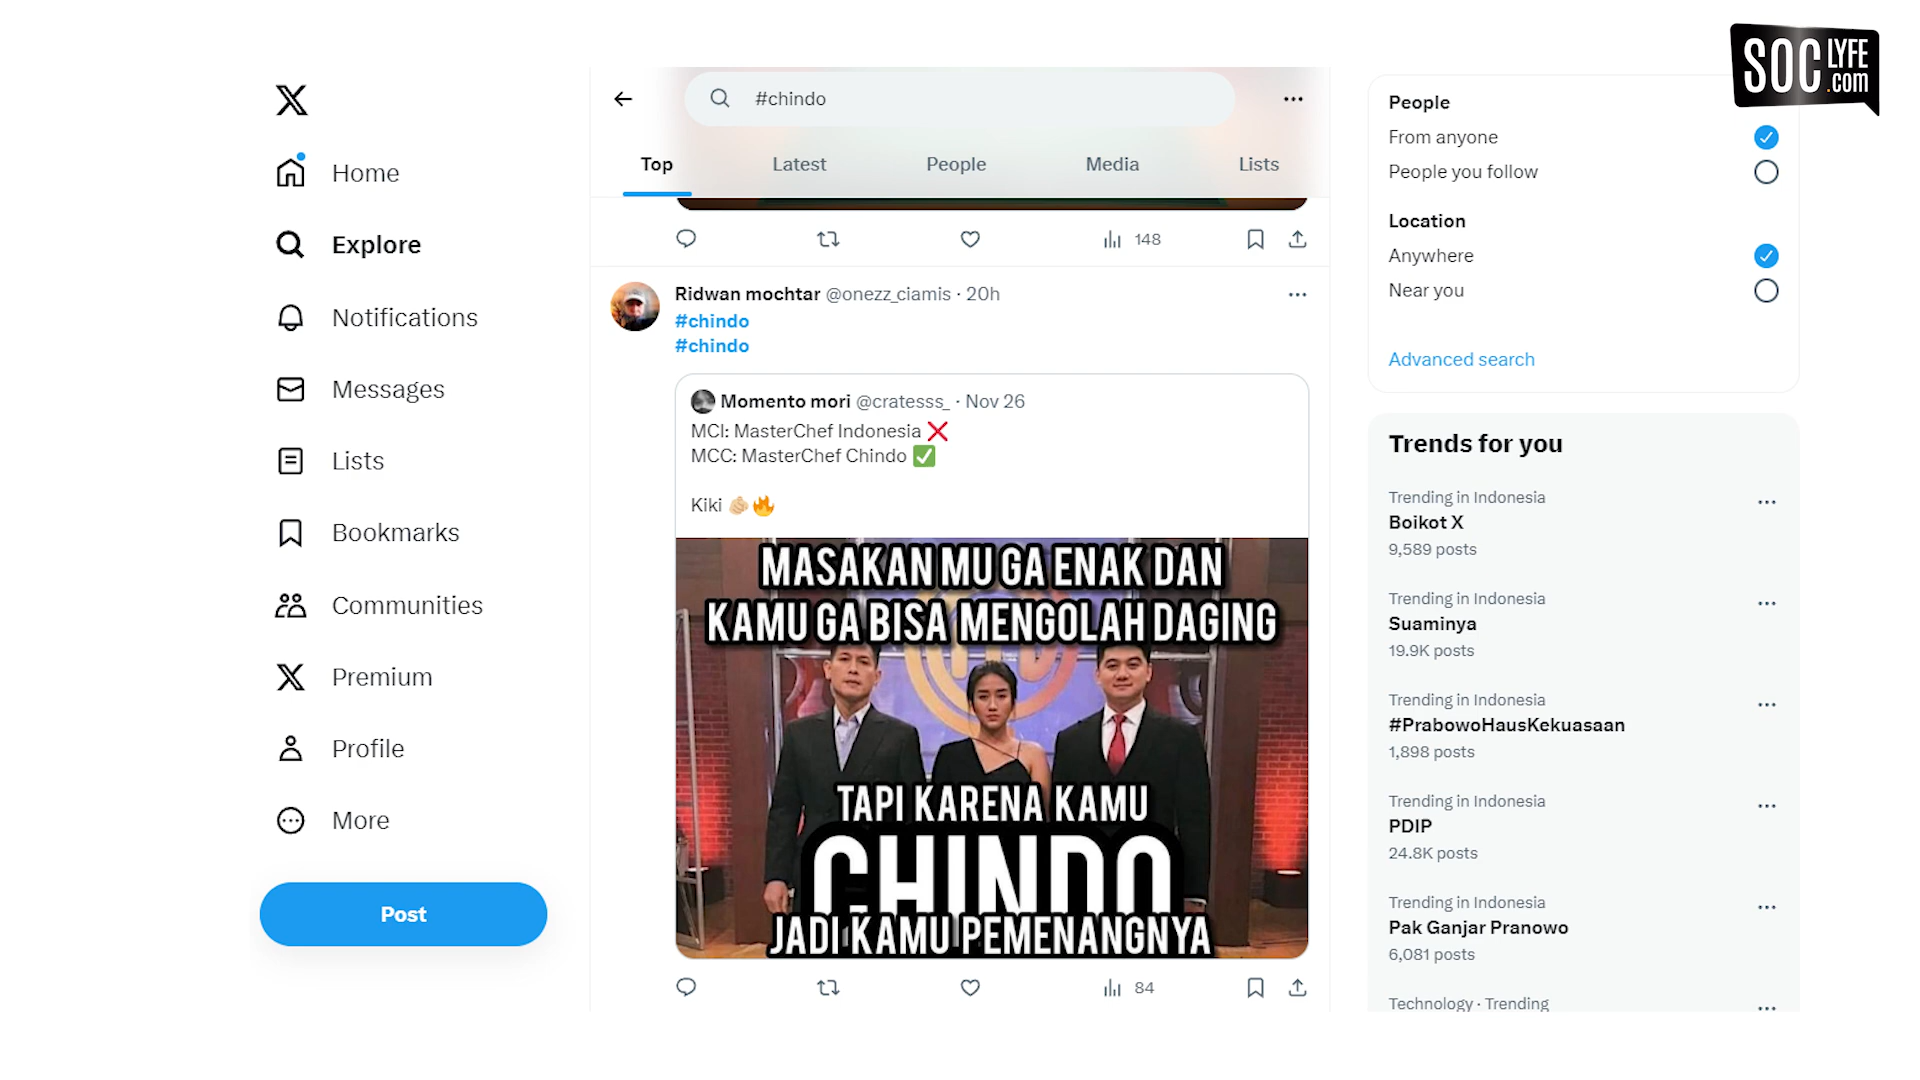 SOC LYFE
.com
#chindo
Top
Latest
People
Media
Lists
148
Home
Explore
Notifications
Messages
Lists
Bookmarks
Communities
Premium
Profile
More
Post
Ridwan mochtar @onezz_ciamis · 20h
#chindo
#chindo
Momento mori @cratesss_ · Nov 26
MCI: MasterChef Indonesia ❌
MCC: MasterChef Chindo ✅
Kiki 🫵🏻🔥
MASAKAN MU GA ENAK DAN
KAMU GA BISA MENGOLAH DAGING
TAPI KARENA KAMU
CHINDO
JADI KAMU PEMENANGNYA
84
People
From anyone
People you follow
Location
Anywhere
Near you
Advanced search
Trends for you
Trending in Indonesia
Boikot X
9,589 posts
Trending in Indonesia
Suaminya
19.9K posts
Trending in Indonesia
#PrabowoHausKekuasaan
1,898 posts
Trending in Indonesia
PDIP
24.8K posts
Trending in Indonesia
Pak Ganjar Pranowo
6,081 posts
Technology · Trending